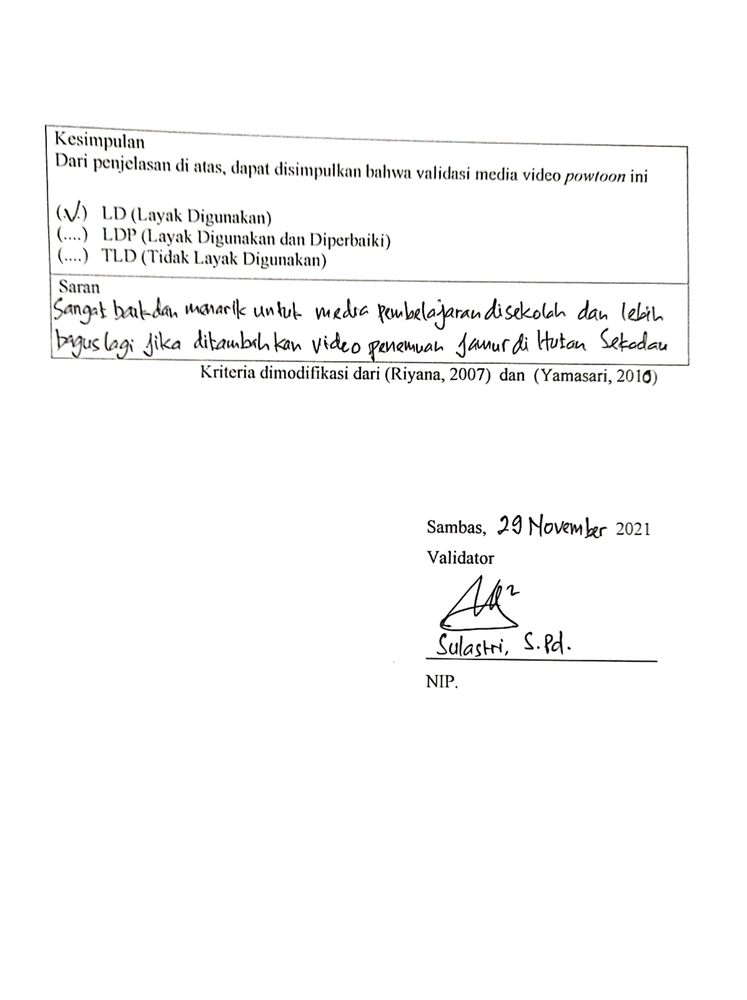 Kesimpulan
Dari penjelasan di atas, dapat disimpulkan bahwa validasi media video powtoon ini
(.√.) LD (Layak Digunakan)
(....) LDP (Layak Digunakan dan Diperbaiki)
(....) TLD (Tidak Layak Digunakan)
Saran
Sangat baik dan menarik untuk media pembelajaran disekolah dan lebih
bagus lagi jika ditambahkan video penemuan jamur di Hutan Sekadau
Kriteria dimodifikasi dari (Riyana, 2007) dan (Yamasari, 2010)
Sambas, 29 November 2021
Validator
Sulastri, S.Pd.
NIP.